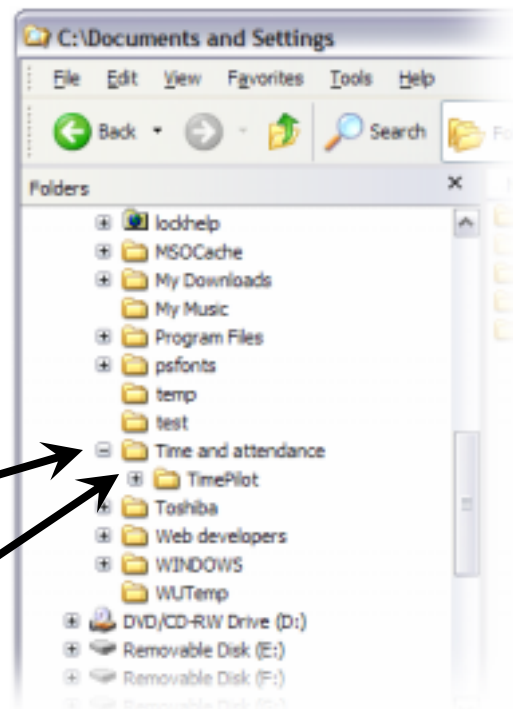 C:\Documents and Settings
File Edit View Favorites Tools Help
Back Search
Folders
lockhelp
MSOCache
My Downloads
My Music
Program Files
psfonts
temp
test
Time and attendance
TimePilot
Toshiba
Web developers
WINDOWS
WUTemp
DVD/CD-RW Drive (D:)
Removable Disk (E:)
Removable Disk (F:)